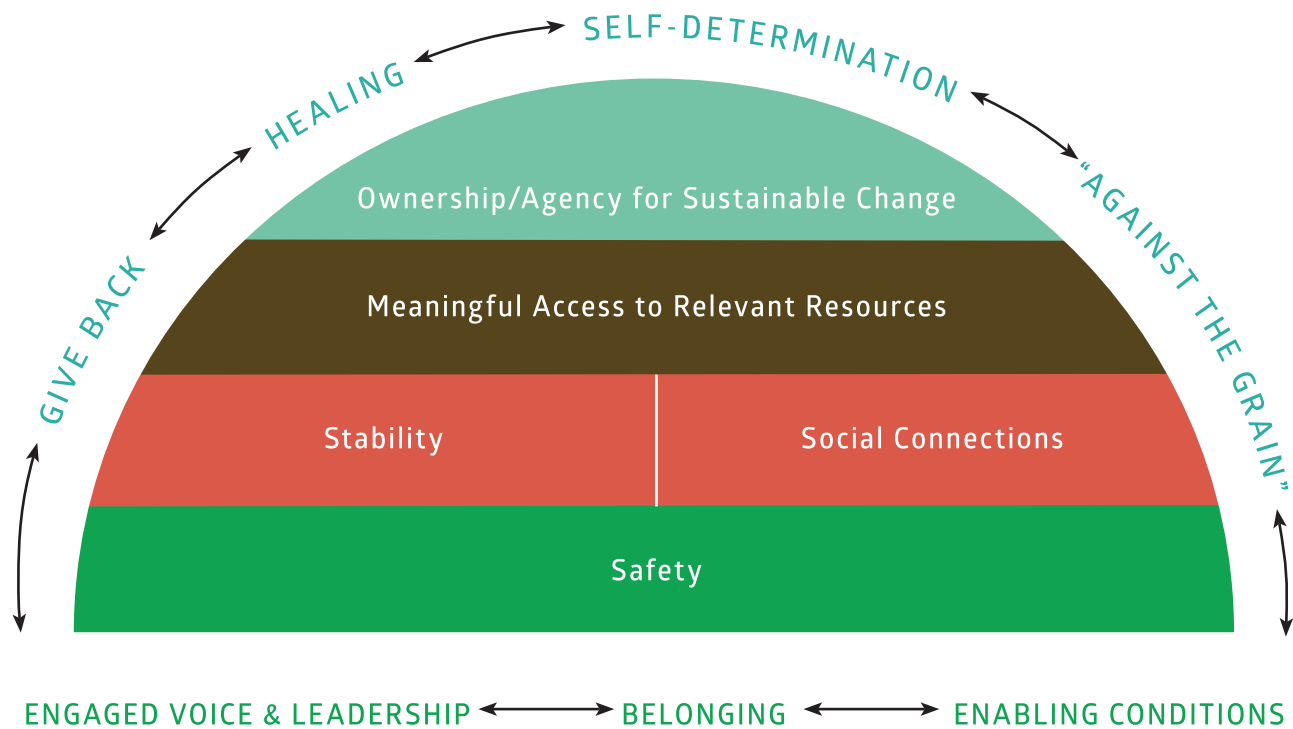 SELF-DETERMINATION
HEALING
"AGAINST THE GRAIN"
GIVE BACK
Ownership/Agency for Sustainable Change
Meaningful Access to Relevant Resources
Stability
Social Connections
Safety
ENGAGED VOICE & LEADERSHIP
BELONGING
ENABLING CONDITIONS